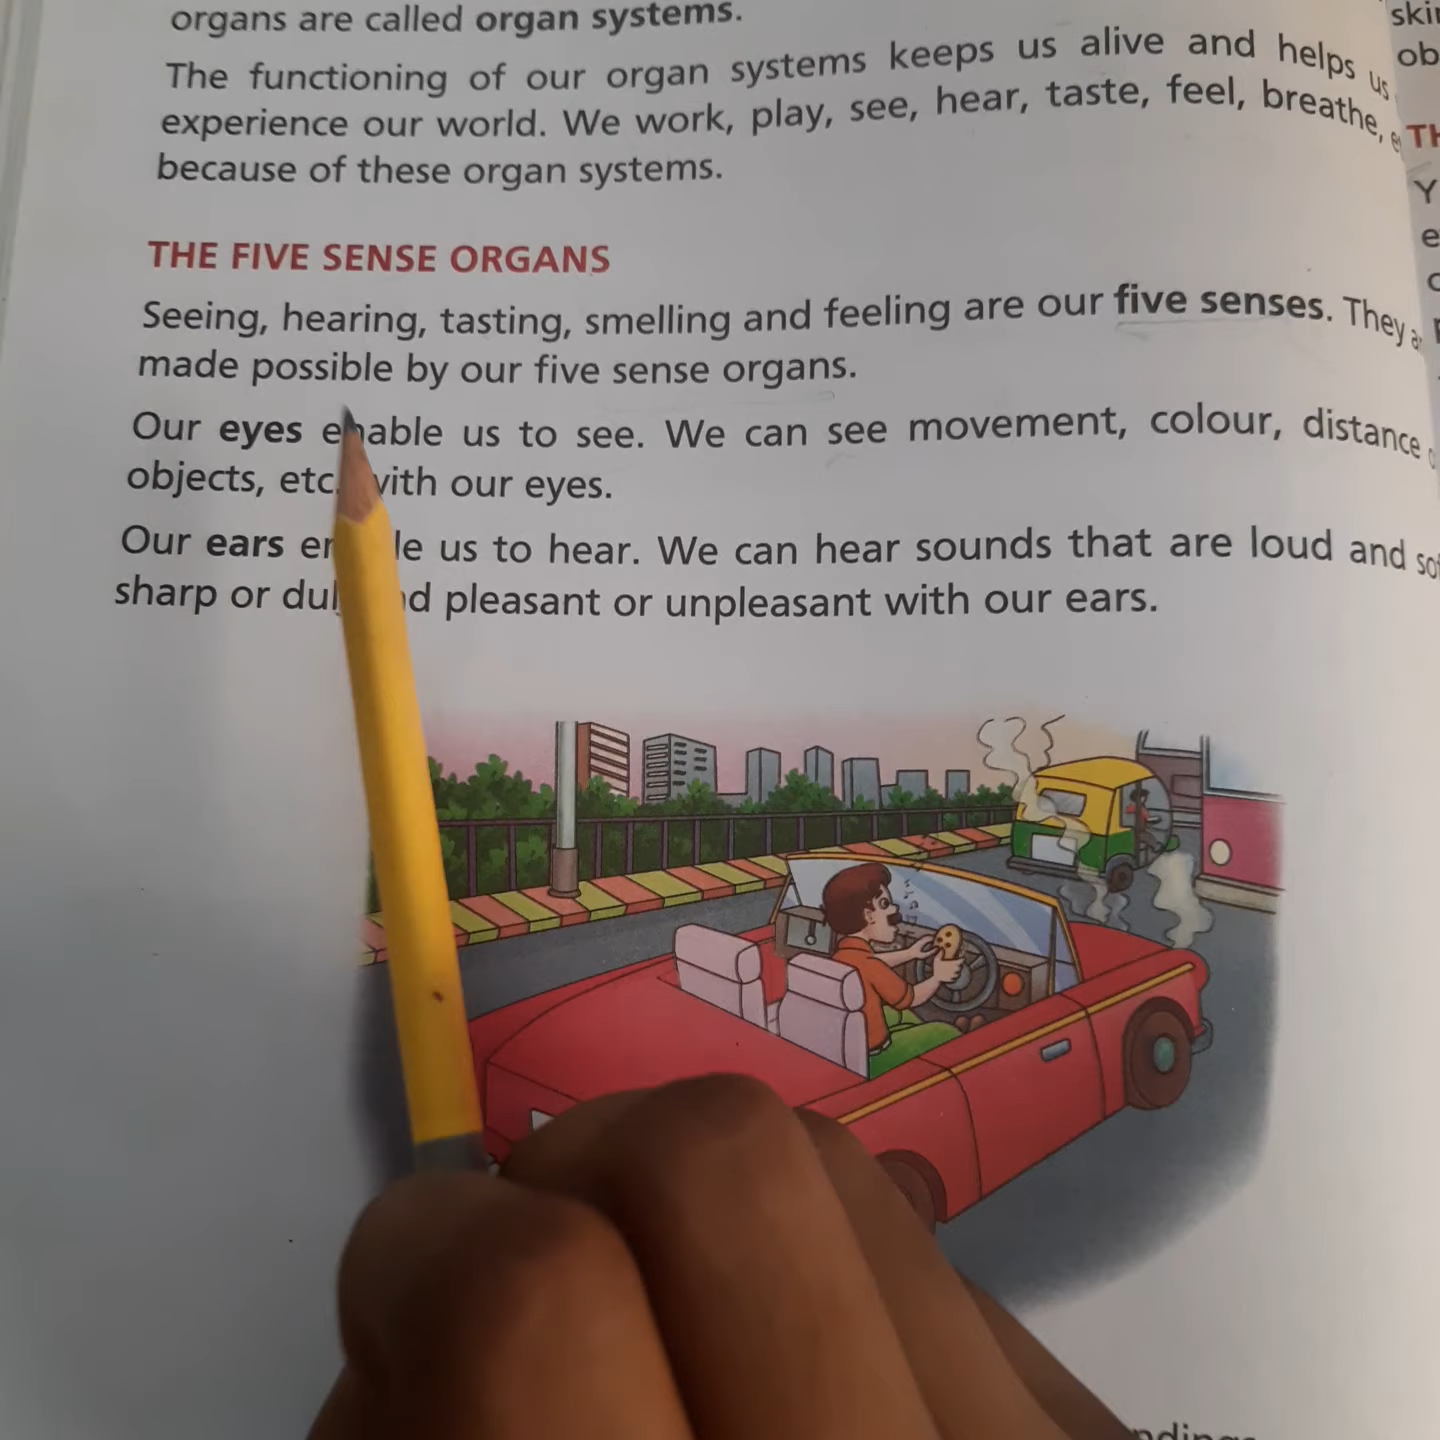 organs are called organ systems.
The functioning of our organ systems keeps us alive and helps us
experience our world. We work, play, see, hear, taste, feel, breathe,
because of these organ systems.
THE FIVE SENSE ORGANS
Seeing, hearing, tasting, smelling and feeling are our five senses. They
made possible by our five sense organs.
Our eyes enable us to see. We can see movement, colour, distance
objects, etc. with our eyes.
Our ears enable us to hear. We can hear sounds that are loud and
sharp or pleasant or unpleasant with our ears.